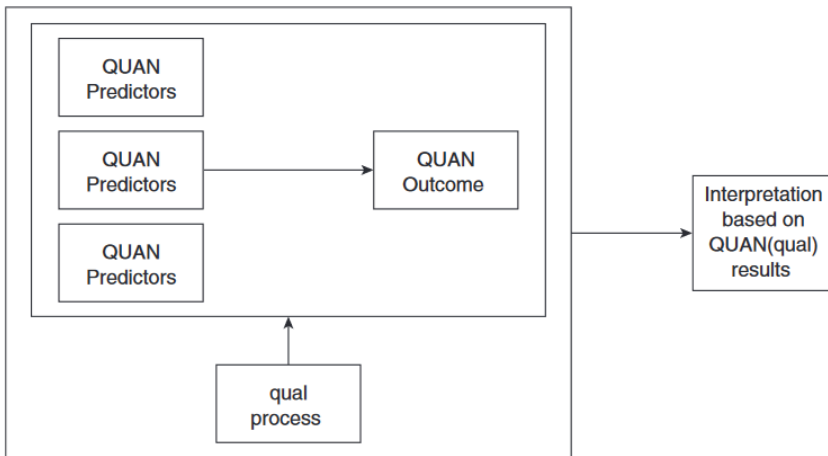 QUAN
Predictors
QUAN
Predictors
QUAN
Outcome
QUAN
Predictors
Interpretation
based on
QUAN(qual)
results
qual
process